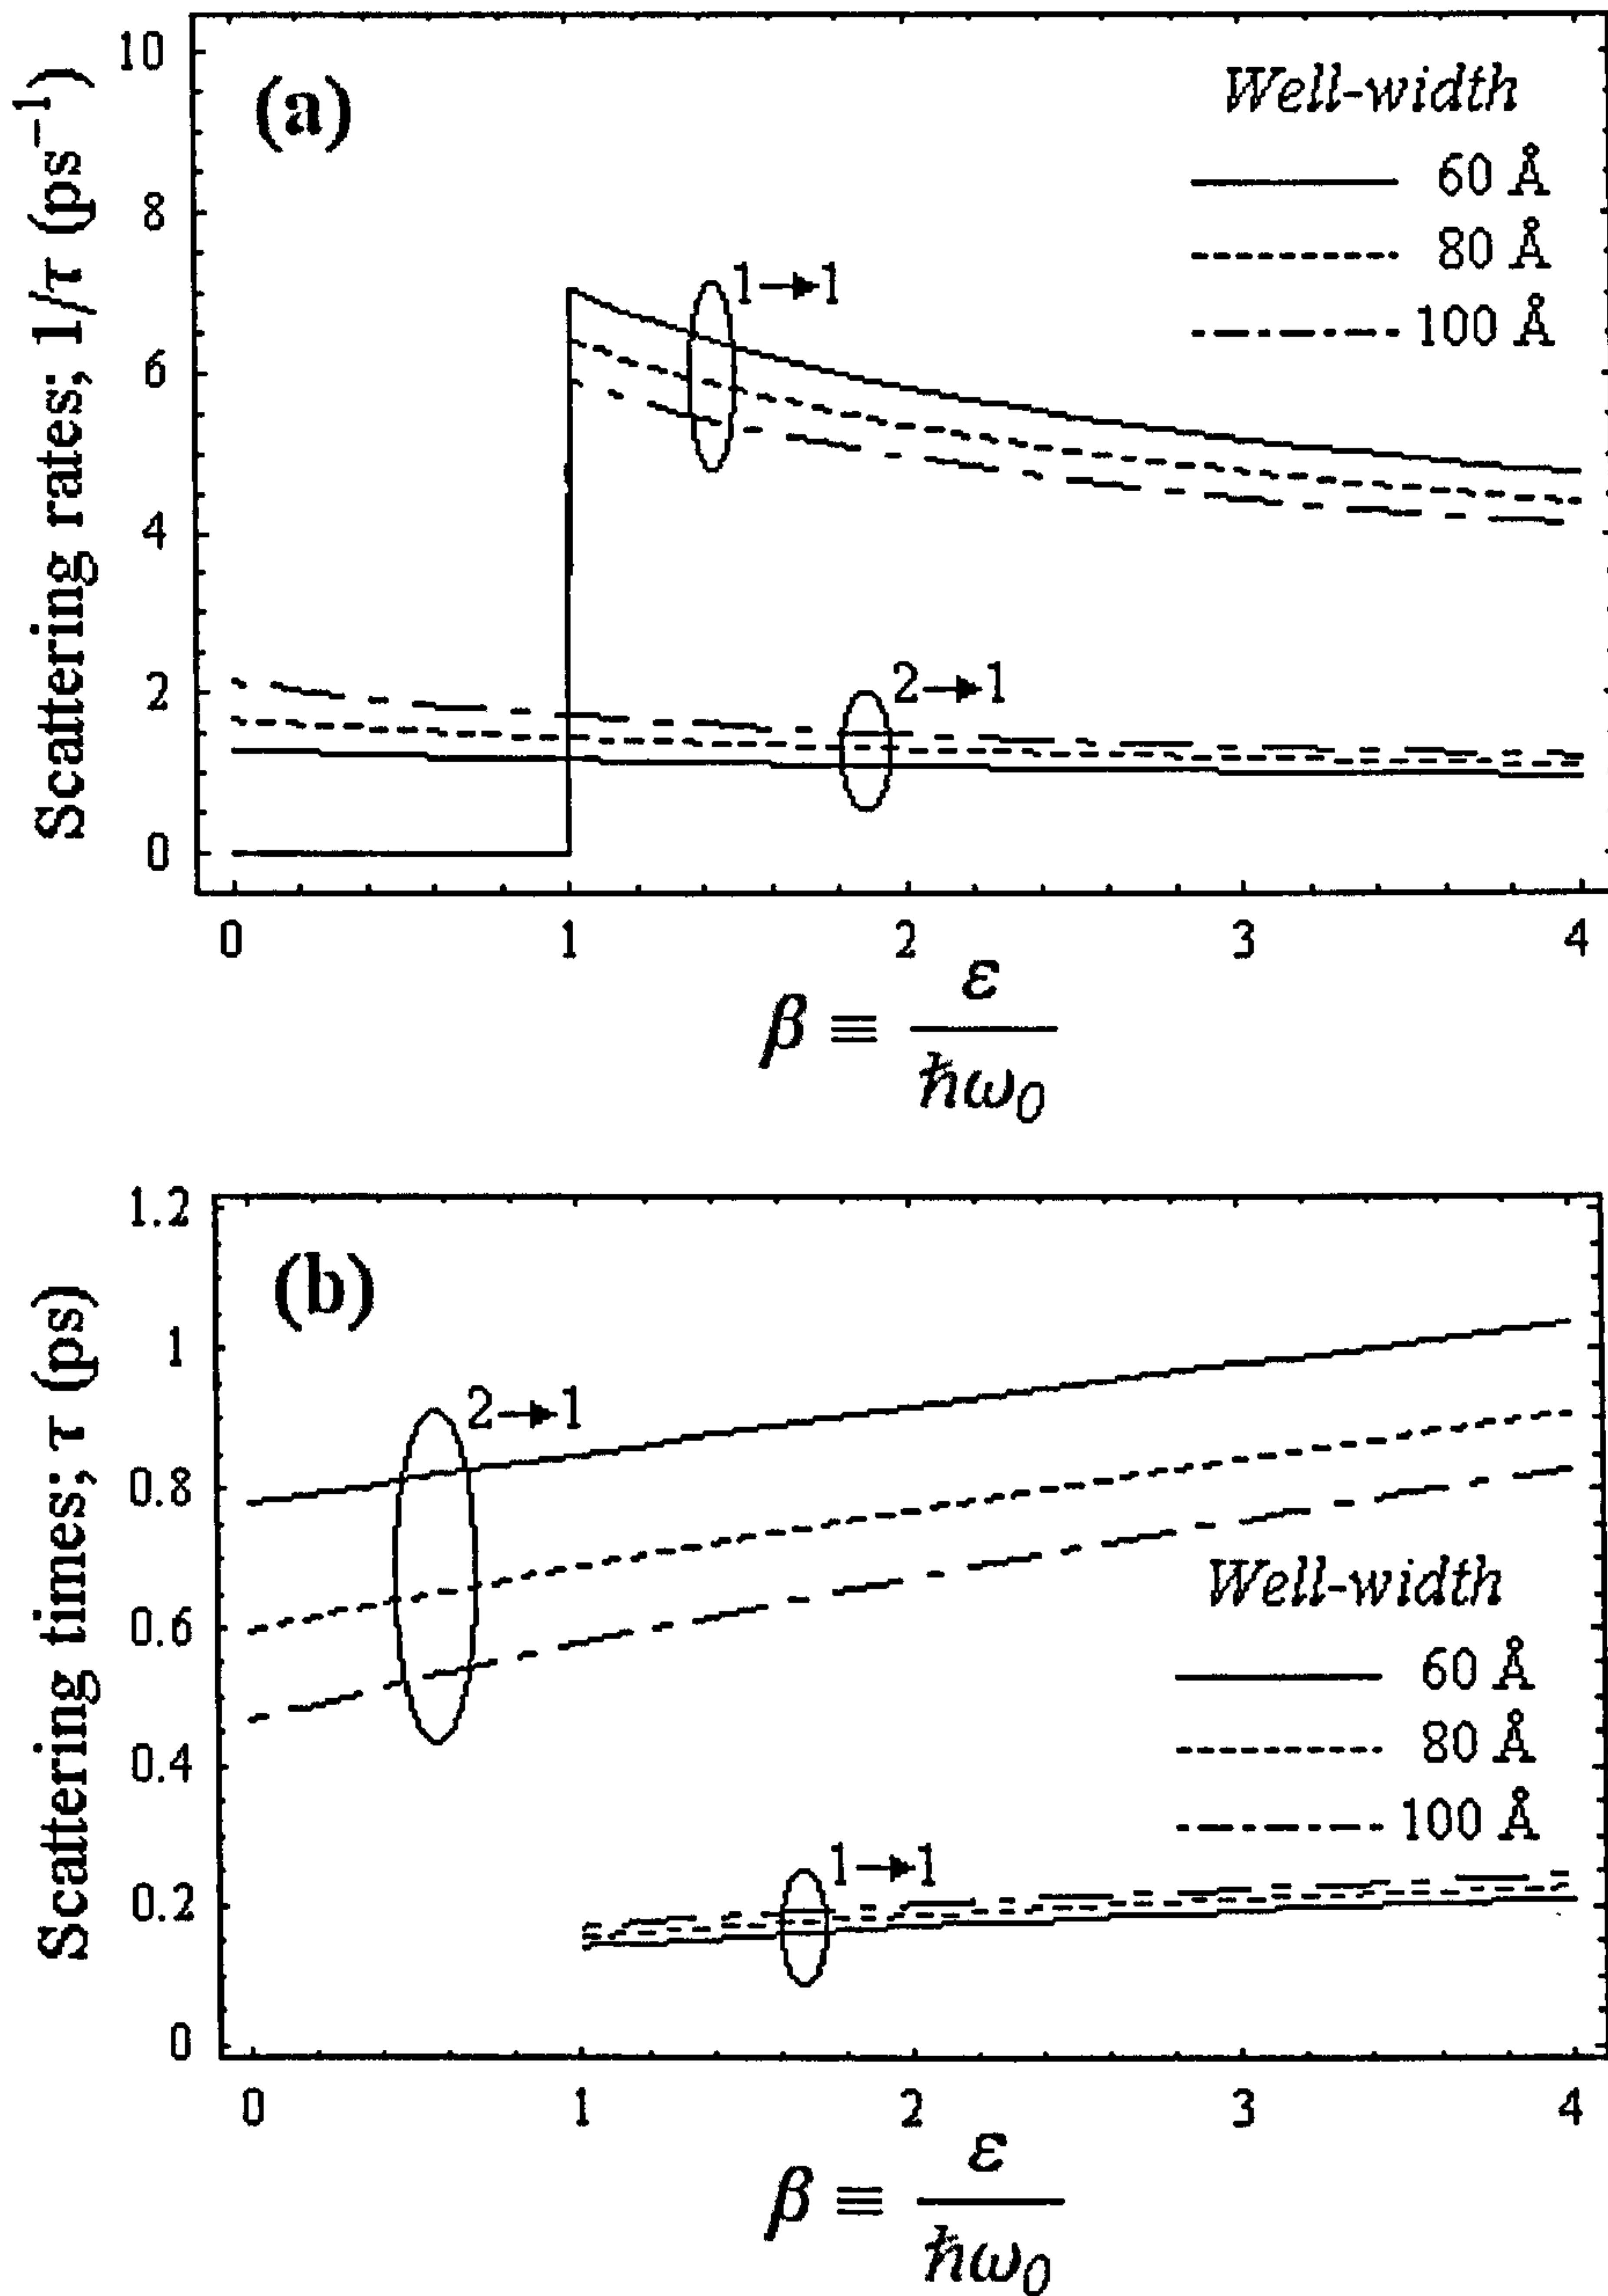 (a)
Scattering rates; 1/τ (ps⁻¹)
10
8
6
4
2
0
Well-width
60 Å
80 Å
100 Å
1→1
2→1
0 1 2 3 4
β ≡ ε / ħω₀
(b)
Scattering times; τ (ps)
1.2
1
0.8
0.6
0.4
0.2
0
2→1
Well-width
60 Å
80 Å
100 Å
1→1
0 1 2 3 4
β ≡ ε / ħω₀